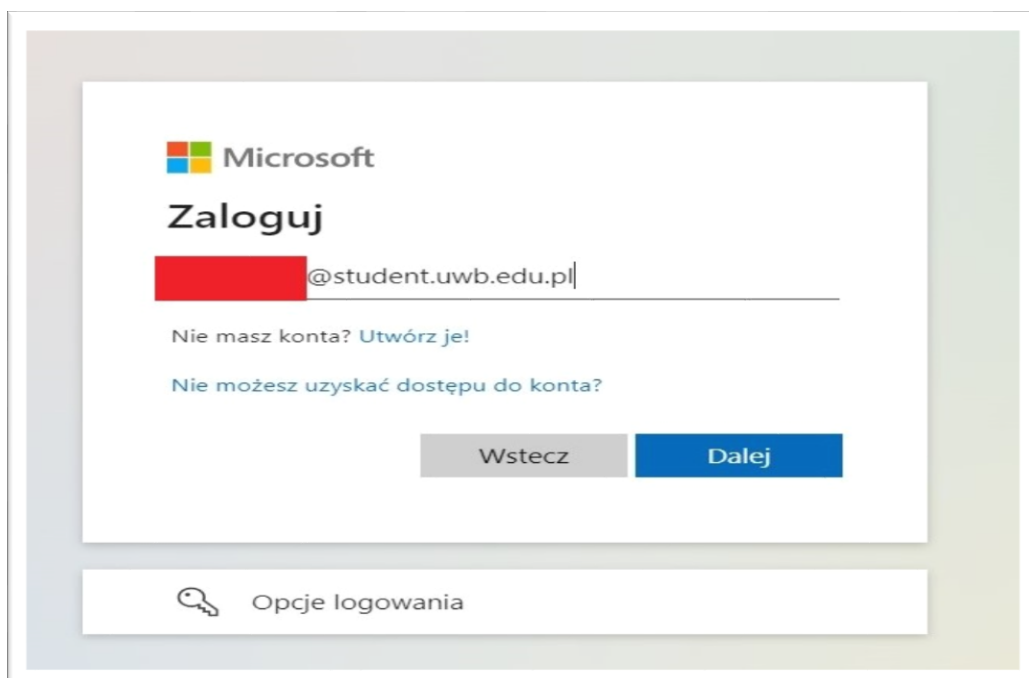 Microsoft
Zaloguj
@student.uwb.edu.pl
Nie masz konta? Utwórz je!
Nie możesz uzyskać dostępu do konta?
Wstecz Dalej
Opcje logowania